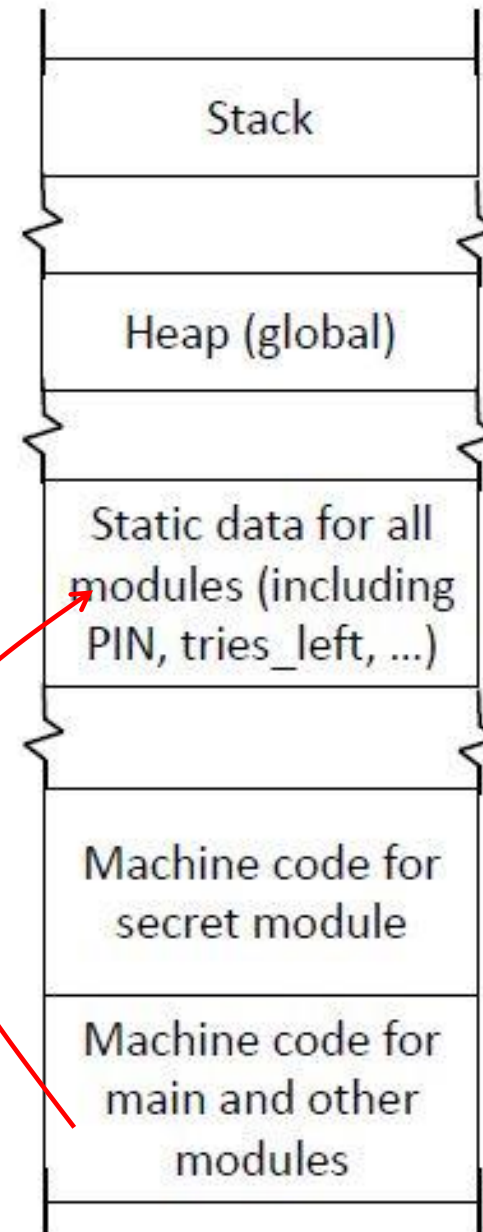 Stack
Heap (global)
Static data for all
modules (including
PIN, tries_left, ...)
Machine code for
secret module
Machine code for
main and other
modules